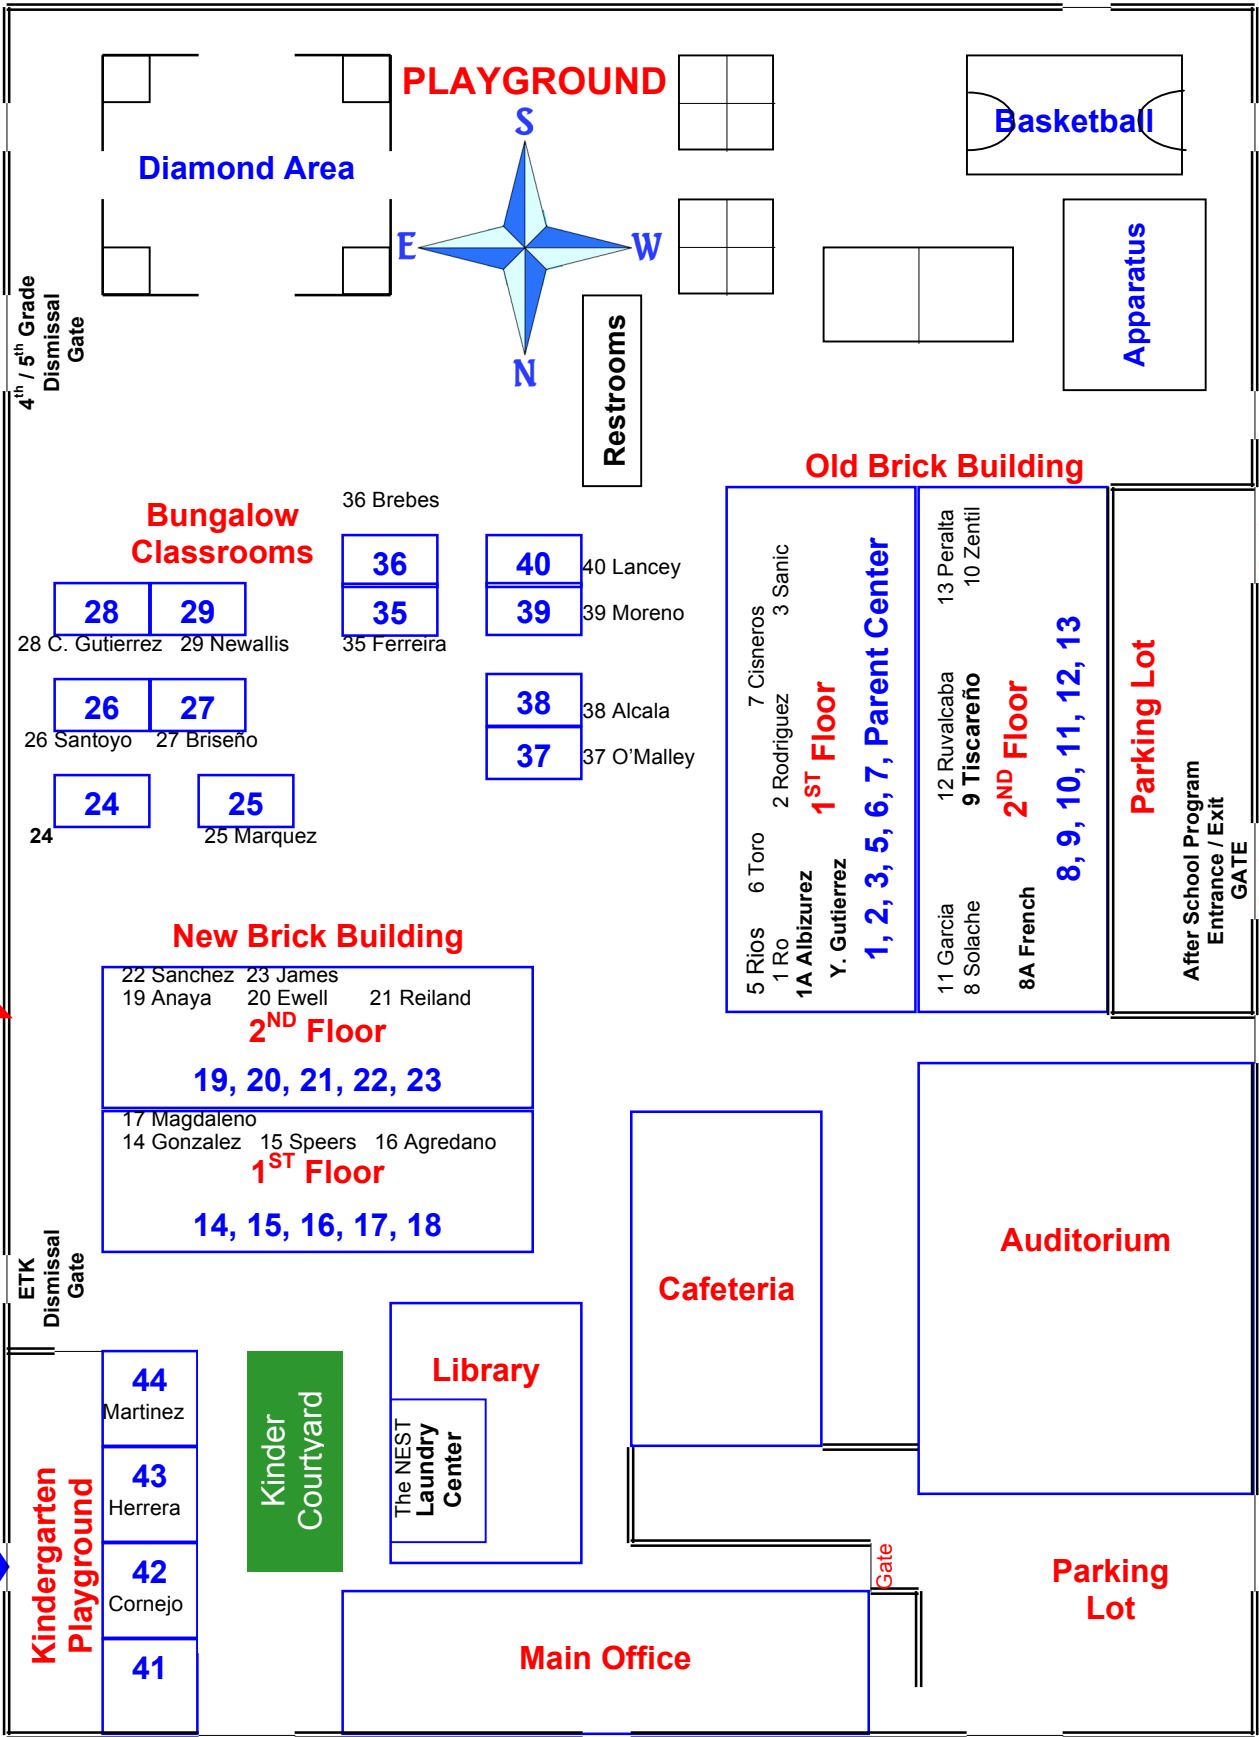 PLAYGROUND
S
E
W
N
Diamond Area
Basketball
Apparatus
Restrooms
4th / 5th Grade
Dismissal
Gate
Old Brick Building
Bungalow
Classrooms
36 Brebes
36
35
35 Ferreira
40
40 Lancey
39
39 Moreno
28
29
28 C. Gutierrez
29 Newallis
26
27
26 Santoyo
27 Briseño
38
38 Alcala
37
37 O'Malley
24
25
24
25 Marquez
5 Rios 6 Toro 7 Cisneros
1 Ro 2 Rodriguez 3 Sanic
1A Albizurez
1ST Floor
Y. Gutierrez
1, 2, 3, 5, 6, 7, Parent Center
11 Garcia 12 Ruvalcaba 13 Peralta
8 Solache 9 Tiscareño 10 Zentil
2ND Floor
8A French
8, 9, 10, 11, 12, 13
Parking Lot
After School Program
Entrance / Exit
GATE
New Brick Building
22 Sanchez 23 James
19 Anaya 20 Ewell 21 Reiland
2ND Floor
19, 20, 21, 22, 23
17 Magdaleno
14 Gonzalez 15 Speers 16 Agredano
1ST Floor
14, 15, 16, 17, 18
ETK
Dismissal
Gate
Cafeteria
Auditorium
Library
The NEST
Laundry
Center
Kinder
Courtyard
44
Martinez
43
Herrera
42
Cornejo
41
Kindergarten
Playground
Gate
Main Office
Parking
Lot